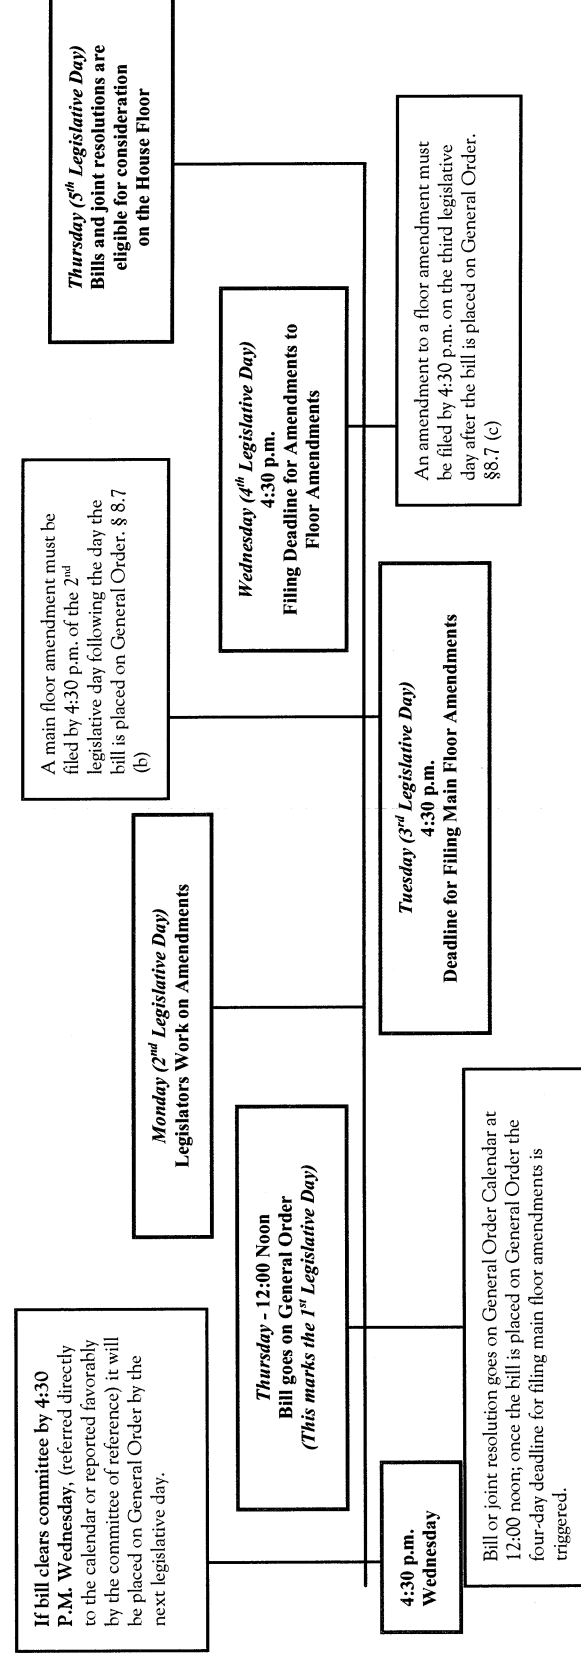 If bill clears committee by 4:30
P.M. Wednesday, (referred directly
to the calendar or reported favorably
by the committee of reference) it will
be placed on General Order by the
next legislative day.
4:30 p.m.
Wednesday
Thursday - 12:00 Noon
Bill goes on General Order
(This marks the 1st Legislative Day)
Bill or joint resolution goes on General Order Calendar at
12:00 noon; once the bill is placed on General Order the
four-day deadline for filing main floor amendments is
triggered.
Monday (2nd Legislative Day)
Legislators Work on Amendments
A main floor amendment must be
filed by 4:30 p.m. of the 2nd
legislative day following the day the
bill is placed on General Order. § 8.7
(b)
Tuesday (3rd Legislative Day)
4:30 p.m.
Deadline for Filing Main Floor Amendments
Wednesday (4th Legislative Day)
4:30 p.m.
Filing Deadline for Amendments to
Floor Amendments
An amendment to a floor amendment must
be filed by 4:30 p.m. on the third legislative
day after the bill is placed on General Order.
§8.7 (c)
Thursday (5th Legislative Day)
Bills and joint resolutions are
eligible for consideration
on the House Floor